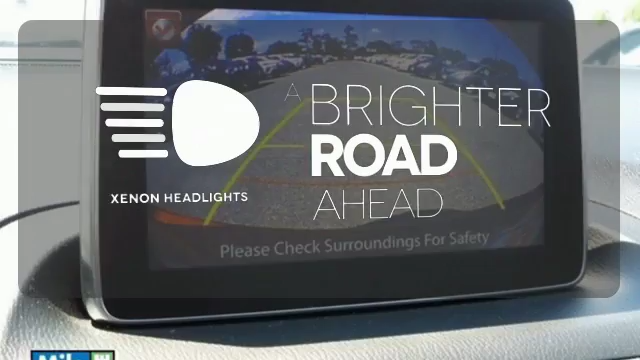 A BRIGHTER
ROAD
AHEAD
XENON HEADLIGHTS
Please Check Surroundings For Safety